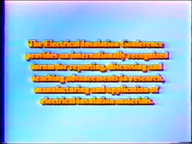 The Electrical Insulation Conference
provides an internationally recognized
forum for reporting, discussing and
teaching advancements in research,
manufacturing and application of
electrical insulation materials.